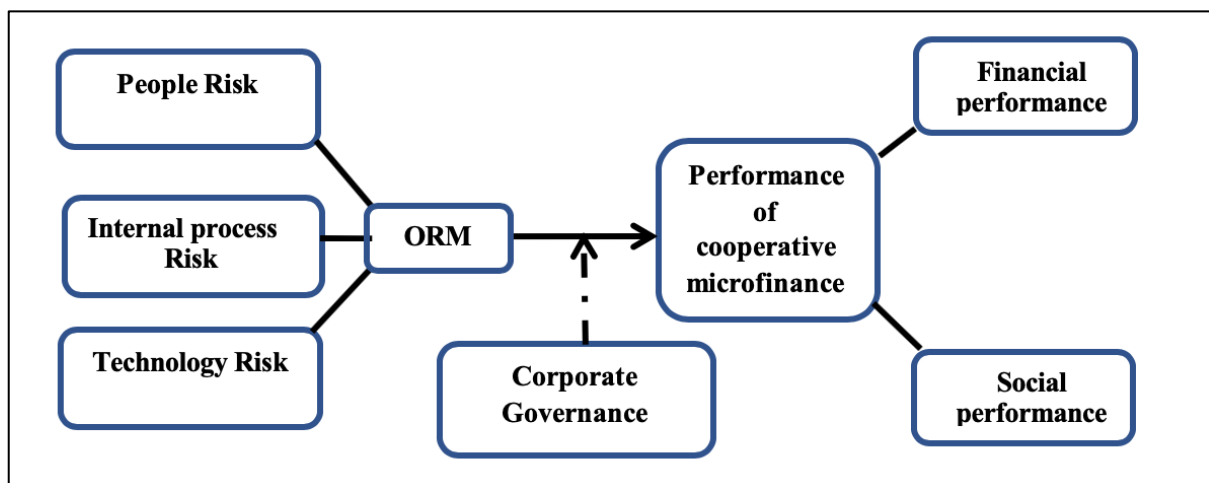 People Risk
Internal process
Risk
Technology Risk
ORM
Corporate
Governance
Performance
of
cooperative
microfinance
Financial
performance
Social
performance